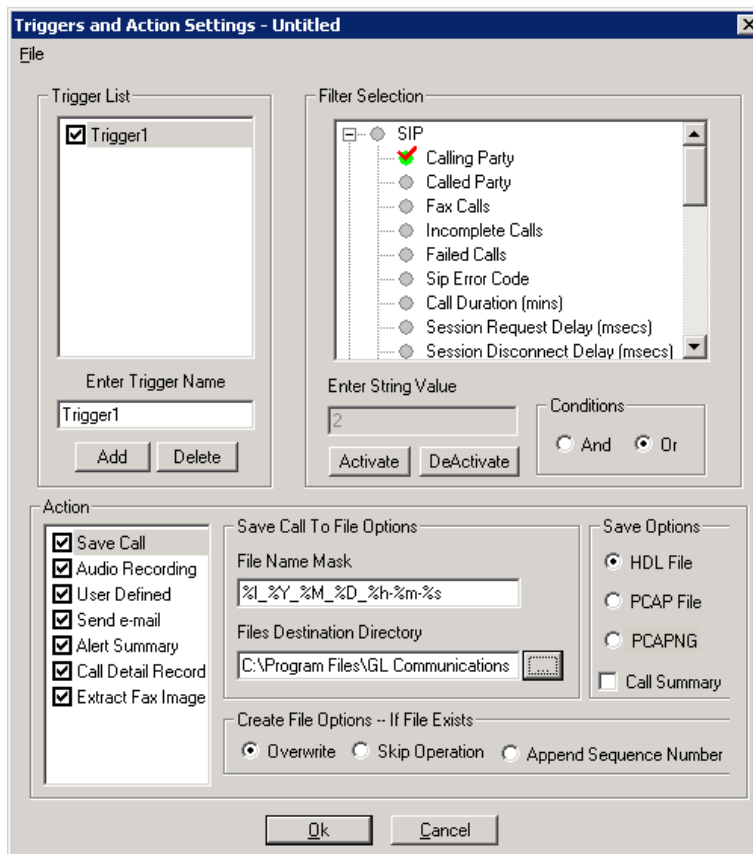 Triggers and Action Settings - Untitled
File
Trigger List
Trigger1
Enter Trigger Name
Trigger1
Add
Delete
Filter Selection
SIP
Calling Party
Called Party
Fax Calls
Incomplete Calls
Failed Calls
Sip Error Code
Call Duration (mins)
Session Request Delay (msecs)
Session Disconnect Delay (msecs)
Enter String Value
2
Activate
DeActivate
Conditions
And
Or
Action
Save Call
Audio Recording
User Defined
Send e-mail
Alert Summary
Call Detail Record
Extract Fax Image
Save Call To File Options
File Name Mask
%I_%Y_%M_%D_%h-%m-%s
Files Destination Directory
C:\Program Files\GL Communications
...
Save Options
HDL File
PCAP File
PCAPNG
Call Summary
Create File Options -- If File Exists
Overwrite
Skip Operation
Append Sequence Number
Ok
Cancel